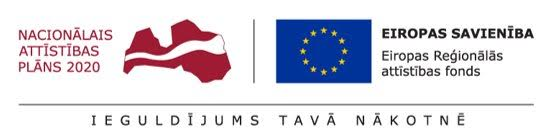 NACIONĀLAIS
ATTĪSTĪBAS
PLĀNS 2020
EIROPAS SAVIENĪBA
Eiropas Reģionālās
attīstības fonds
IEGULDĪJUMS TAVĀ NĀKOTNĒ